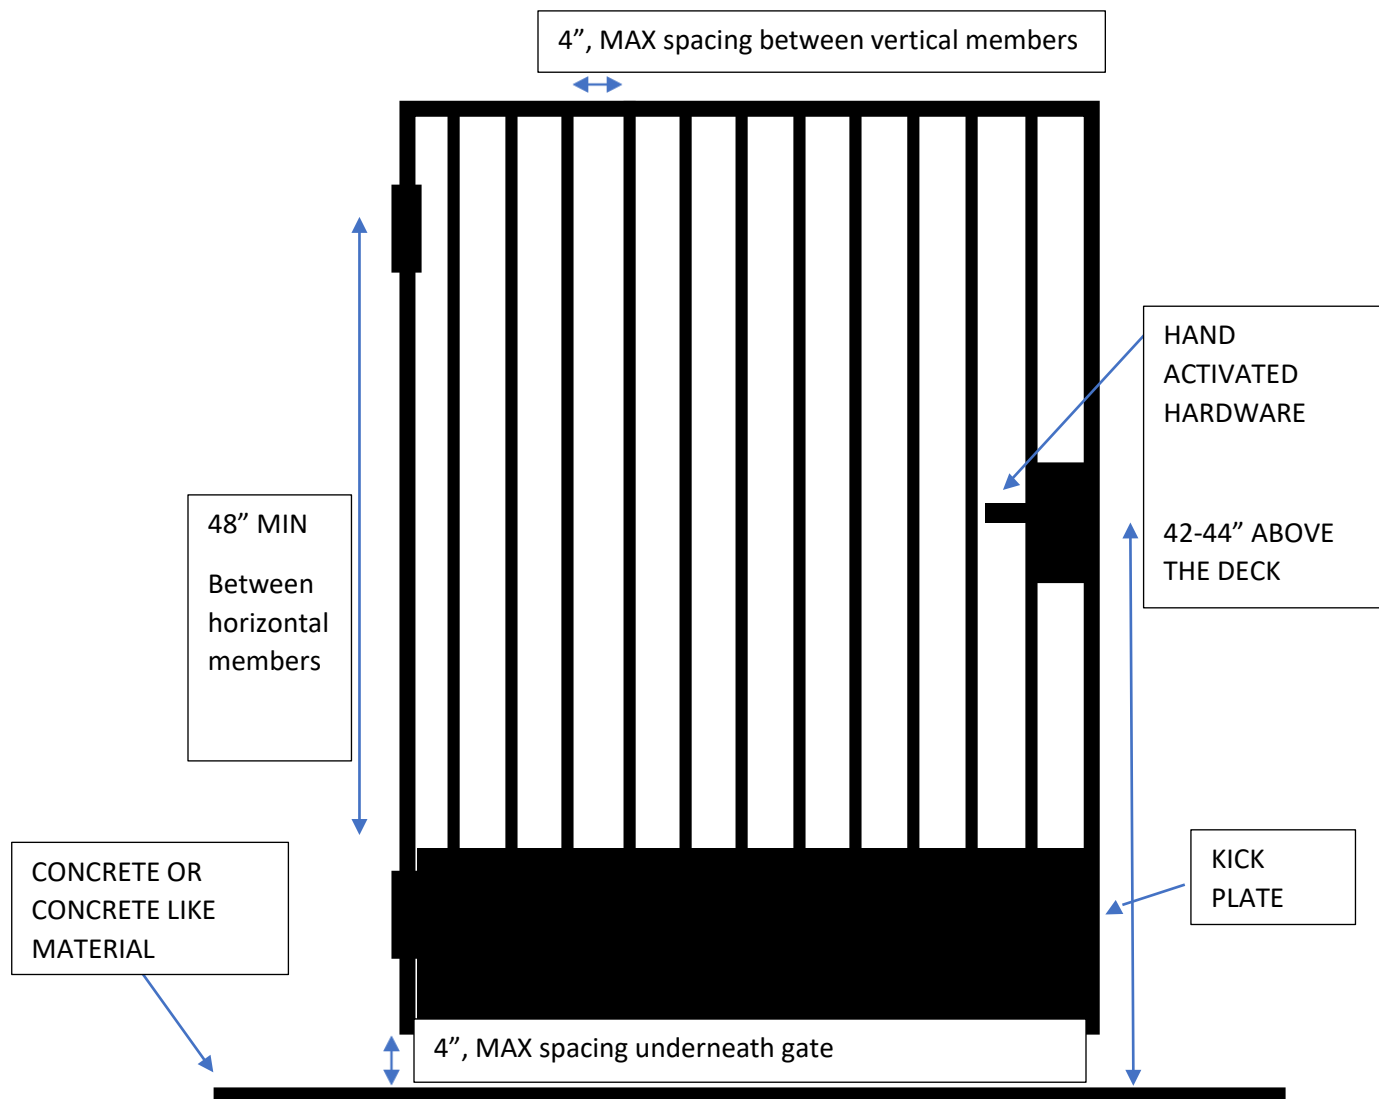 4”, MAX spacing between vertical members
HAND
ACTIVATED
HARDWARE
42-44” ABOVE
THE DECK
48” MIN
Between
horizontal
members
KICK
PLATE
CONCRETE OR
CONCRETE LIKE
MATERIAL
4”, MAX spacing underneath gate